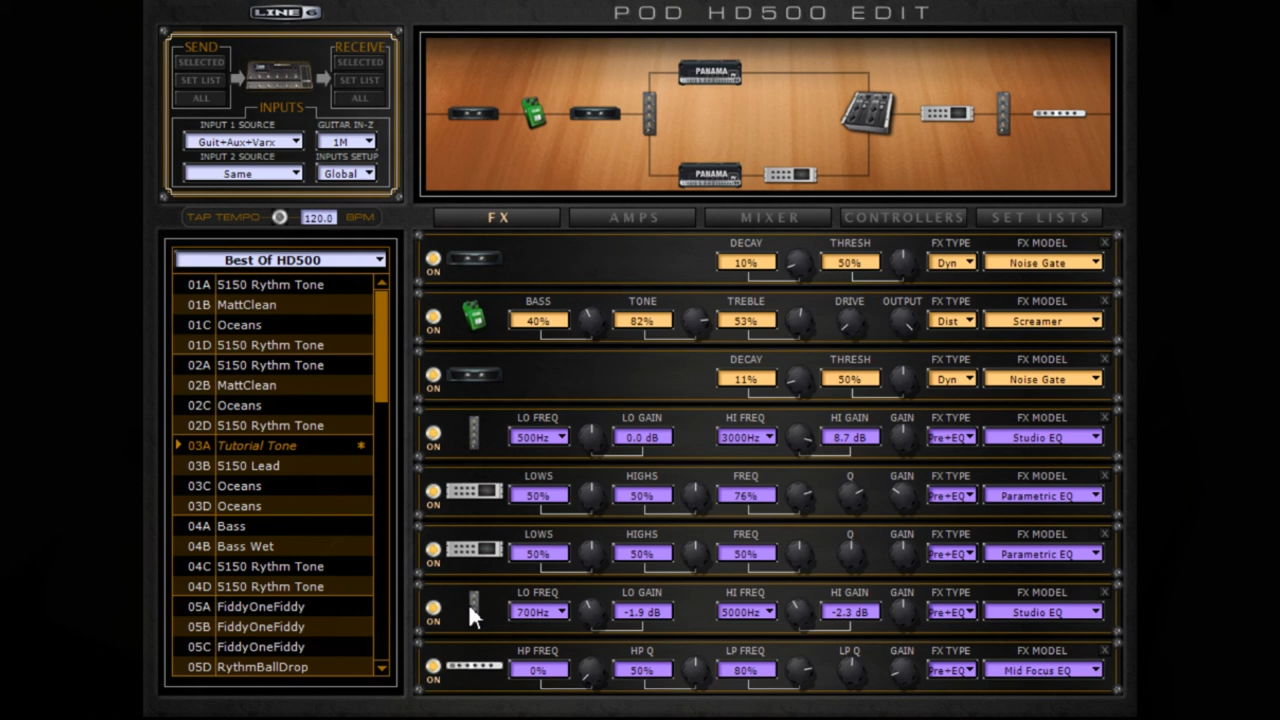 LINE 6
POD HD500 EDIT
SEND
RECEIVE
SELECTED
SELECTED
SET LIST
SET LIST
ALL
ALL
INPUTS
INPUT 1 SOURCE
GUITAR IN-Z
Guit+Aux+Varx
1M
INPUT 2 SOURCE
INPUTS SETUP
Same
Global
TAP TEMPO
120.0
BPM
PANAMA
PANAMA
FX
AMPS
MIXER
CONTROLLERS
SET LISTS
Best Of HD500
01A 5150 Rythm Tone
01B MattClean
01C Oceans
01D 5150 Rythm Tone
02A 5150 Rythm Tone
02B MattClean
02C Oceans
02D 5150 Rythm Tone
03A Tutorial Tone *
03B 5150 Lead
03C Oceans
03D Oceans
04A Bass
04B Bass Wet
04C 5150 Rythm Tone
04D 5150 Rythm Tone
05A FiddyOneFiddy
05B FiddyOneFiddy
05C FiddyOneFiddy
05D RythmBallDrop
DECAY THRESH FX TYPE FX MODEL X
ON 10% 50% Dyn Noise Gate
BASS TONE TREBLE DRIVE OUTPUT FX TYPE FX MODEL X
ON 40% 82% 53% Dist Screamer
DECAY THRESH FX TYPE FX MODEL X
ON 11% 50% Dyn Noise Gate
LO FREQ LO GAIN HI FREQ HI GAIN GAIN FX TYPE FX MODEL X
ON 500Hz 0.0 dB 3000Hz 8.7 dB Pre+EQ Studio EQ
LOWS HIGHS FREQ Q GAIN FX TYPE FX MODEL X
ON 50% 50% 76% Pre+EQ Parametric EQ
LOWS HIGHS FREQ Q GAIN FX TYPE FX MODEL X
ON 50% 50% 50% Pre+EQ Parametric EQ
LO FREQ LO GAIN HI FREQ HI GAIN GAIN FX TYPE FX MODEL X
ON 700Hz -1.9 dB 5000Hz -2.3 dB Pre+EQ Studio EQ
HP FREQ HP Q LP FREQ LP Q GAIN FX TYPE FX MODEL X
ON 0% 50% 80% Pre+EQ Mid Focus EQ